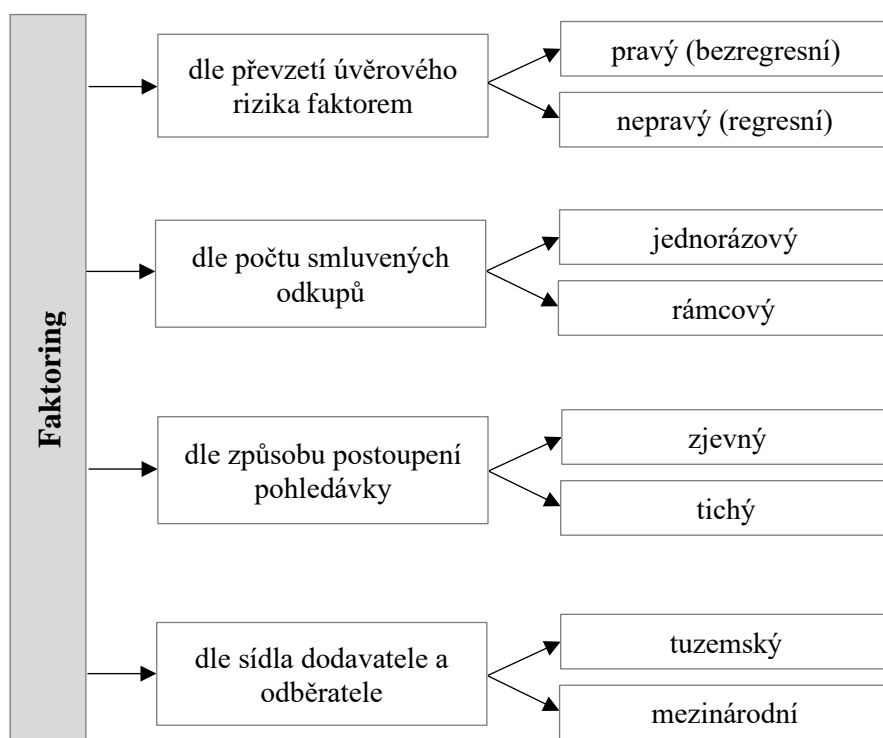 Faktoring
dle převzetí úvěrového
rizika faktorem
pravý (bezregresní)
nepravý (regresní)
dle počtu smluvených
odkupů
jednorázový
rámcový
dle způsobu postoupení
pohledávky
zjevný
tichý
dle sídla dodavatele a
odběratele
tuzemský
mezinárodní